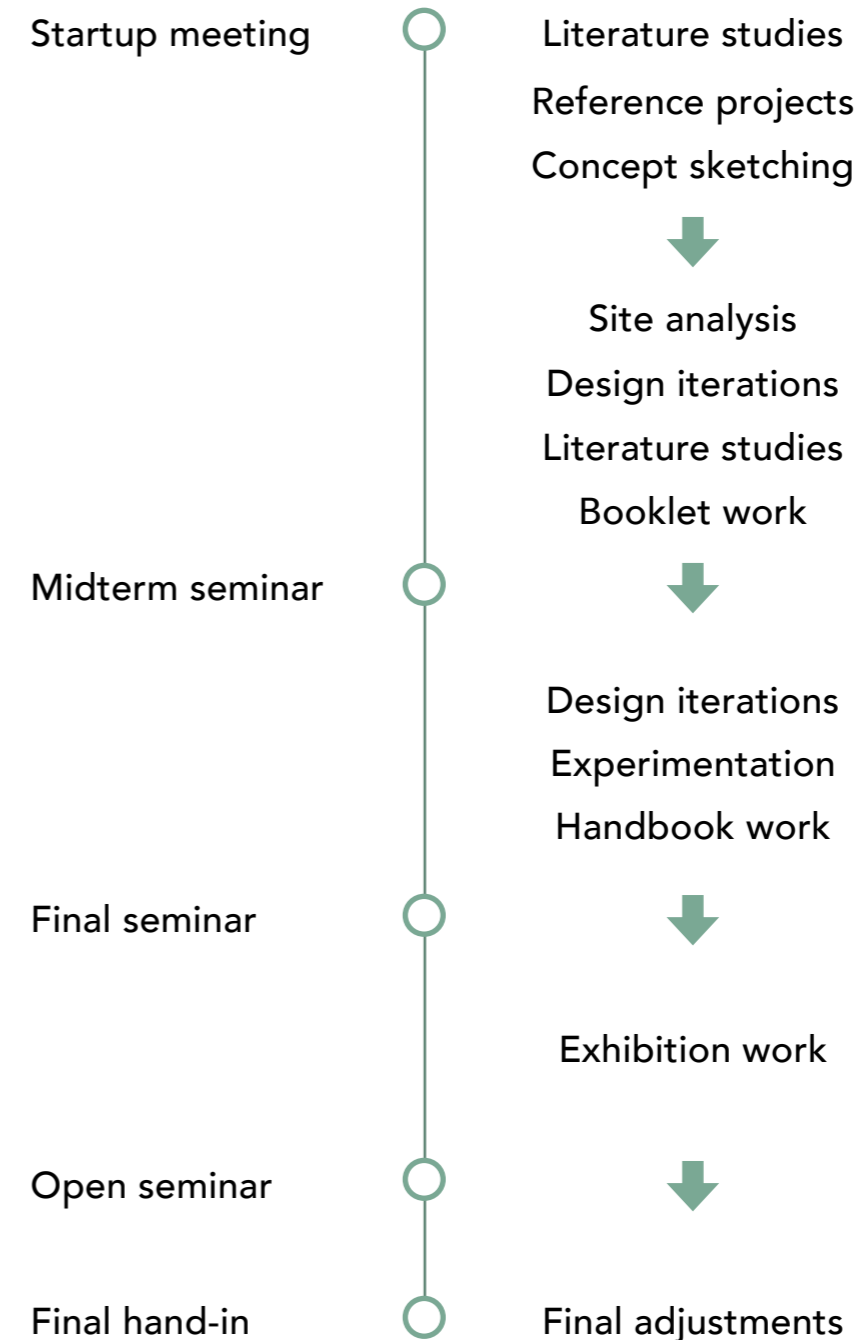 Startup meeting
Literature studies
Reference projects
Concept sketching
Site analysis
Design iterations
Literature studies
Booklet work
Midterm seminar
Design iterations
Experimentation
Handbook work
Final seminar
Exhibition work
Open seminar
Final hand-in
Final adjustments